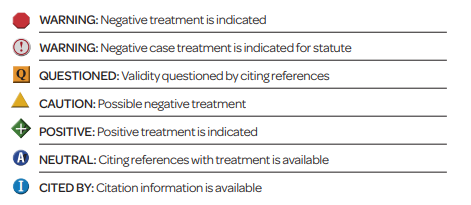 WARNING: Negative treatment is indicated
! WARNING: Negative case treatment is indicated for statute
Q QUESTIONED: Validity questioned by citing references
CAUTION: Possible negative treatment
POSITIVE: Positive treatment is indicated
A NEUTRAL: Citing references with treatment is available
I CITED BY: Citation information is available